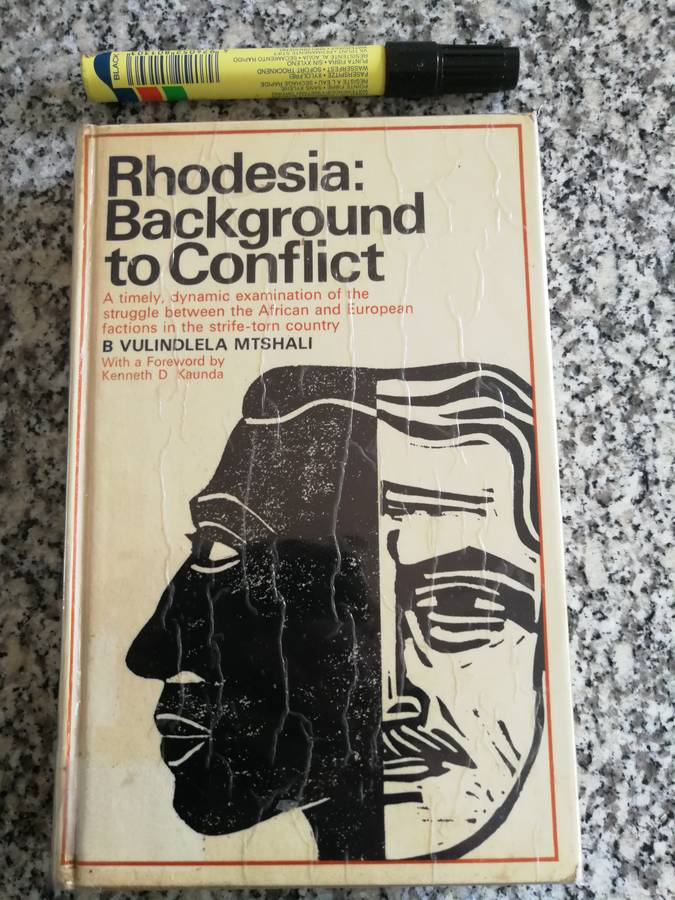 BLACK
Rhodesia:
Background
to Conflict
A timely, dynamic examination of the
struggle between the African and European
factions in the strife-torn country
B VULINDLELA MTSHALI
With a Foreword by
Kenneth D Kaunda